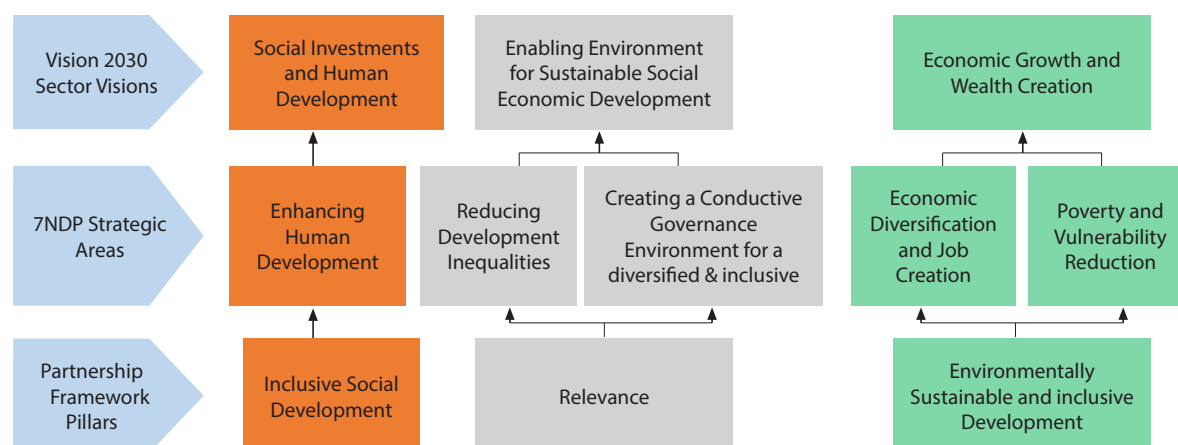 Vision 2030
Sector Visions
Social Investments
and Human
Development
Enabling Environment
for Sustainable Social
Economic Development
Economic Growth and
Wealth Creation
7NDP Strategic
Areas
Enhancing
Human
Development
Reducing
Development
Inequalities
Creating a Conductive
Governance
Environment for a
diversified & inclusive
Economic
Diversification
and Job
Creation
Poverty and
Vulnerability
Reduction
Partnership
Framework
Pillars
Inclusive Social
Development
Relevance
Environmentally
Sustainable and inclusive
Development